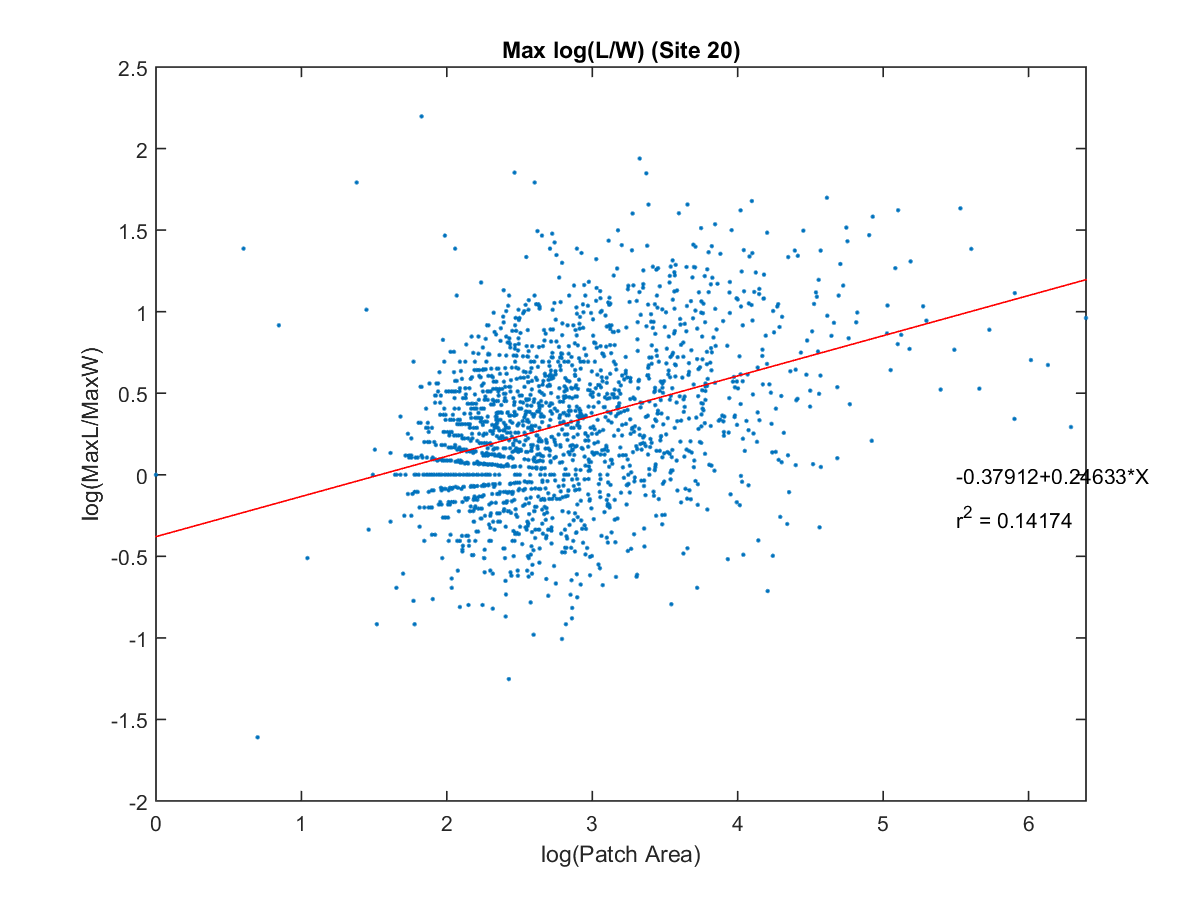 Max log(L/W) (Site 20)
2.5
2
1.5
1
0.5
0
-0.5
-1
-1.5
-2
log(MaxL/MaxW)
-0.37912+0.24633*X
r² = 0.14174
0 1 2 3 4 5 6
log(Patch Area)